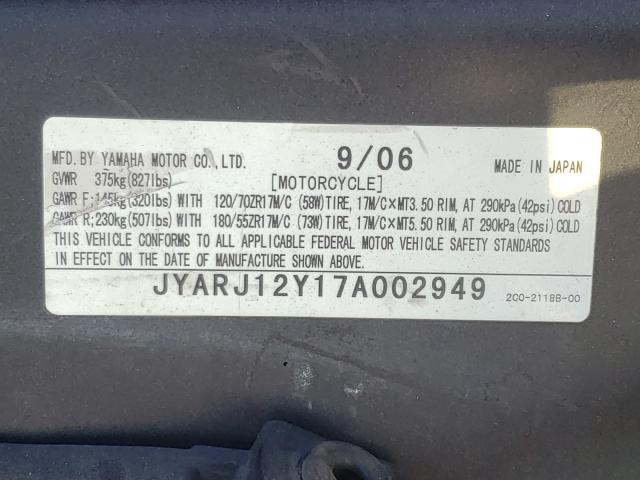 MFD. BY YAMAHA MOTOR CO., LTD. 9/06 MADE IN JAPAN
GVWR 375kg(827lbs) [MOTORCYCLE]
GAWR F;145kg(320lbs) WITH 120/70ZR17M/C (58W)TIRE, 17M/C×MT3.50 RIM, AT 290kPa(42psi)COLD
GAWR R;230kg(507lbs) WITH 180/55ZR17M/C (73W)TIRE, 17M/C×MT5.50 RIM, AT 290kPa(42psi)COLD
THIS VEHICLE CONFORMS TO ALL APPLICABLE FEDERAL MOTOR VEHICLE SAFETY STANDARDS
IN EFFECT ON THE DATE OF MANUFACTURE SHOWN ABOVE.
JYARJ12Y17A002949 2C0-2118B-00